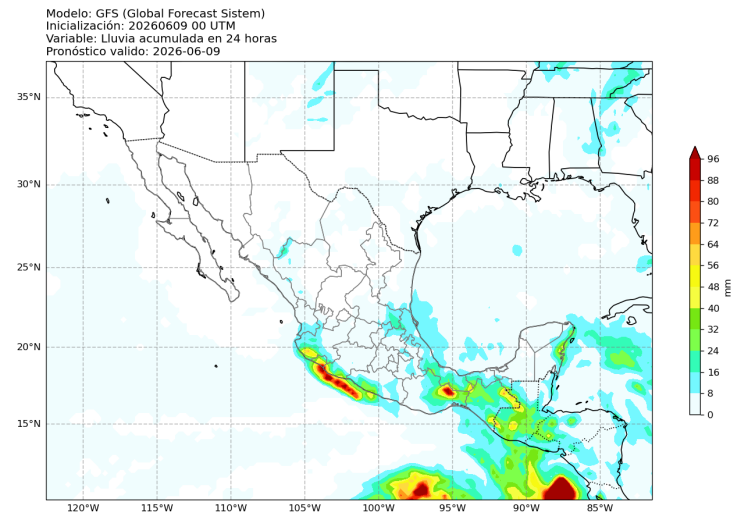 Modelo: GFS (Global Forecast Sistem)
Inicialización: 20260609 00 UTM
Variable: Lluvia acumulada en 24 horas
Pronóstico valido: 2026-06-09
35°N
30°N
25°N
20°N
15°N
120°W 115°W 110°W 105°W 100°W 95°W 90°W 85°W
96
88
80
72
64
56
48
40
32
24
16
8
0
mm